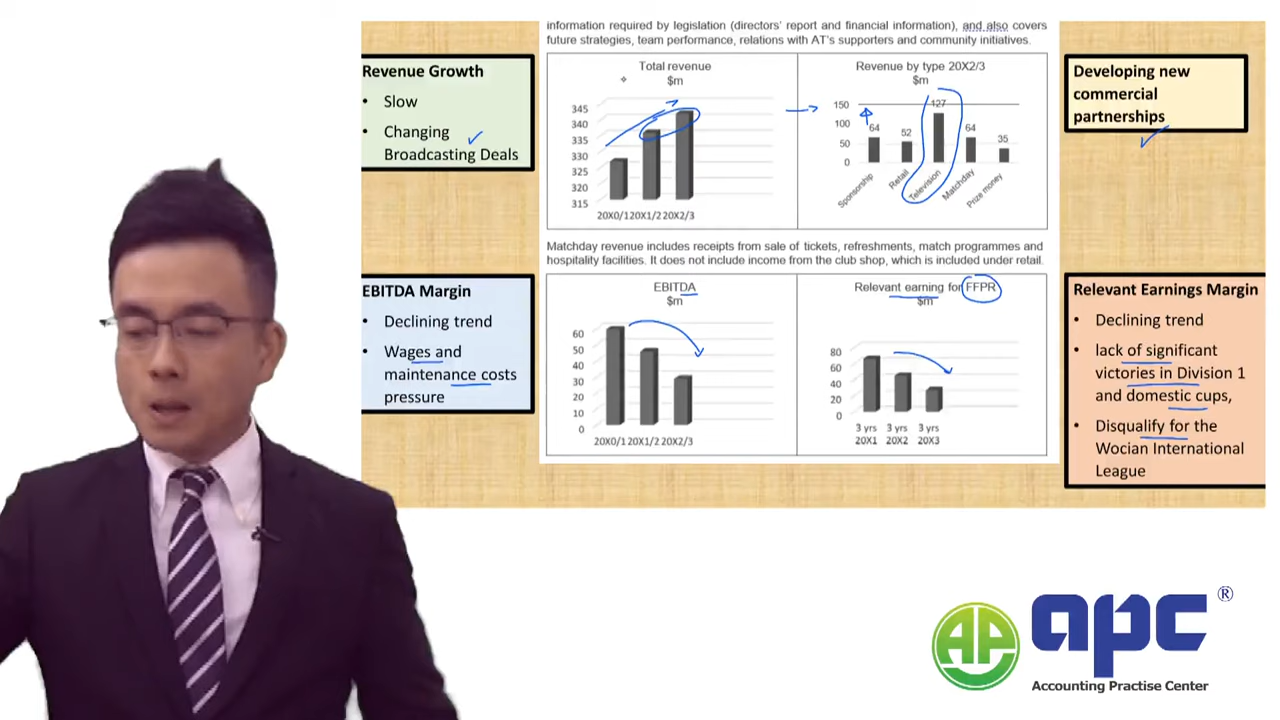 information required by legislation (directors' report and financial information), and also covers
future strategies, team performance, relations with AT's supporters and community initiatives.
Revenue Growth
• Slow
• Changing
Broadcasting Deals
Total revenue
$m
345
340
335
330
325
320
315
20X0/1 20X1/2 20X2/3
Revenue by type 20X2/3
$m
150
100
50
0
64
52
127
64
35
Sponsorship
Retail
Television
Matchday
Prize money
Developing new
commercial
partnerships
Matchday revenue includes receipts from sale of tickets, refreshments, match programmes and
hospitality facilities. It does not include income from the club shop, which is included under retail.
EBITDA Margin
• Declining trend
• Wages and
maintenance costs
pressure
EBITDA
$m
60
50
40
30
20
10
0
20X0/1 20X1/2 20X2/3
Relevant earning for FFPR
$m
80
60
40
20
0
3 yrs 3 yrs 3 yrs
20X1 20X2 20X3
Relevant Earnings Margin
• Declining trend
• lack of significant
victories in Division 1
and domestic cups,
• Disqualify for the
Wocian International
League
AP apc ®
Accounting Practise Center